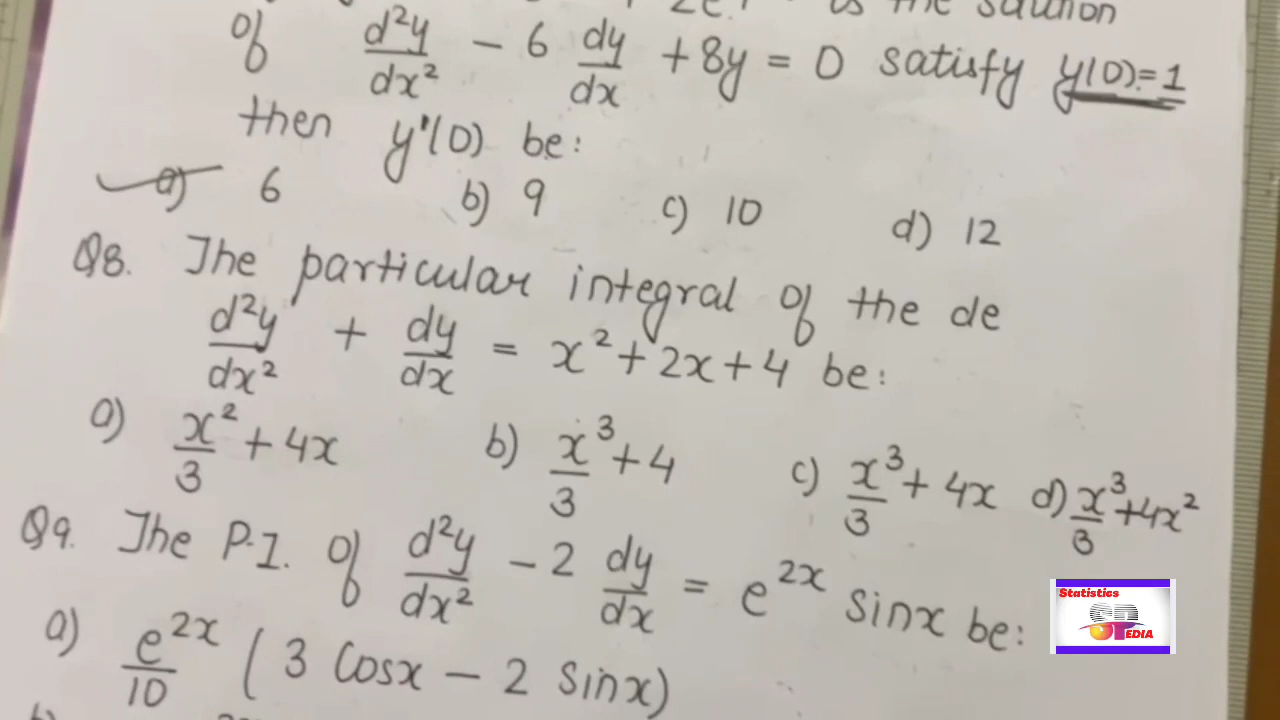 is the solution
of d²y/dx² - 6 dy/dx + 8y = 0 satisfy y(0)=1
then y'(0) be:
a) 6 b) 9 c) 10 d) 12
Q8. The particular integral of the de
d²y/dx² + dy/dx = x² + 2x + 4 be:
a) x²/3 + 4x b) x³/3 + 4 c) x³/3 + 4x d) x³/3 + 4x²
Q9. The P.I. of d²y/dx² - 2 dy/dx = e^2x sinx be:
a) e^2x/10 (3 Cosx - 2 Sinx)
Statistics
EDIA